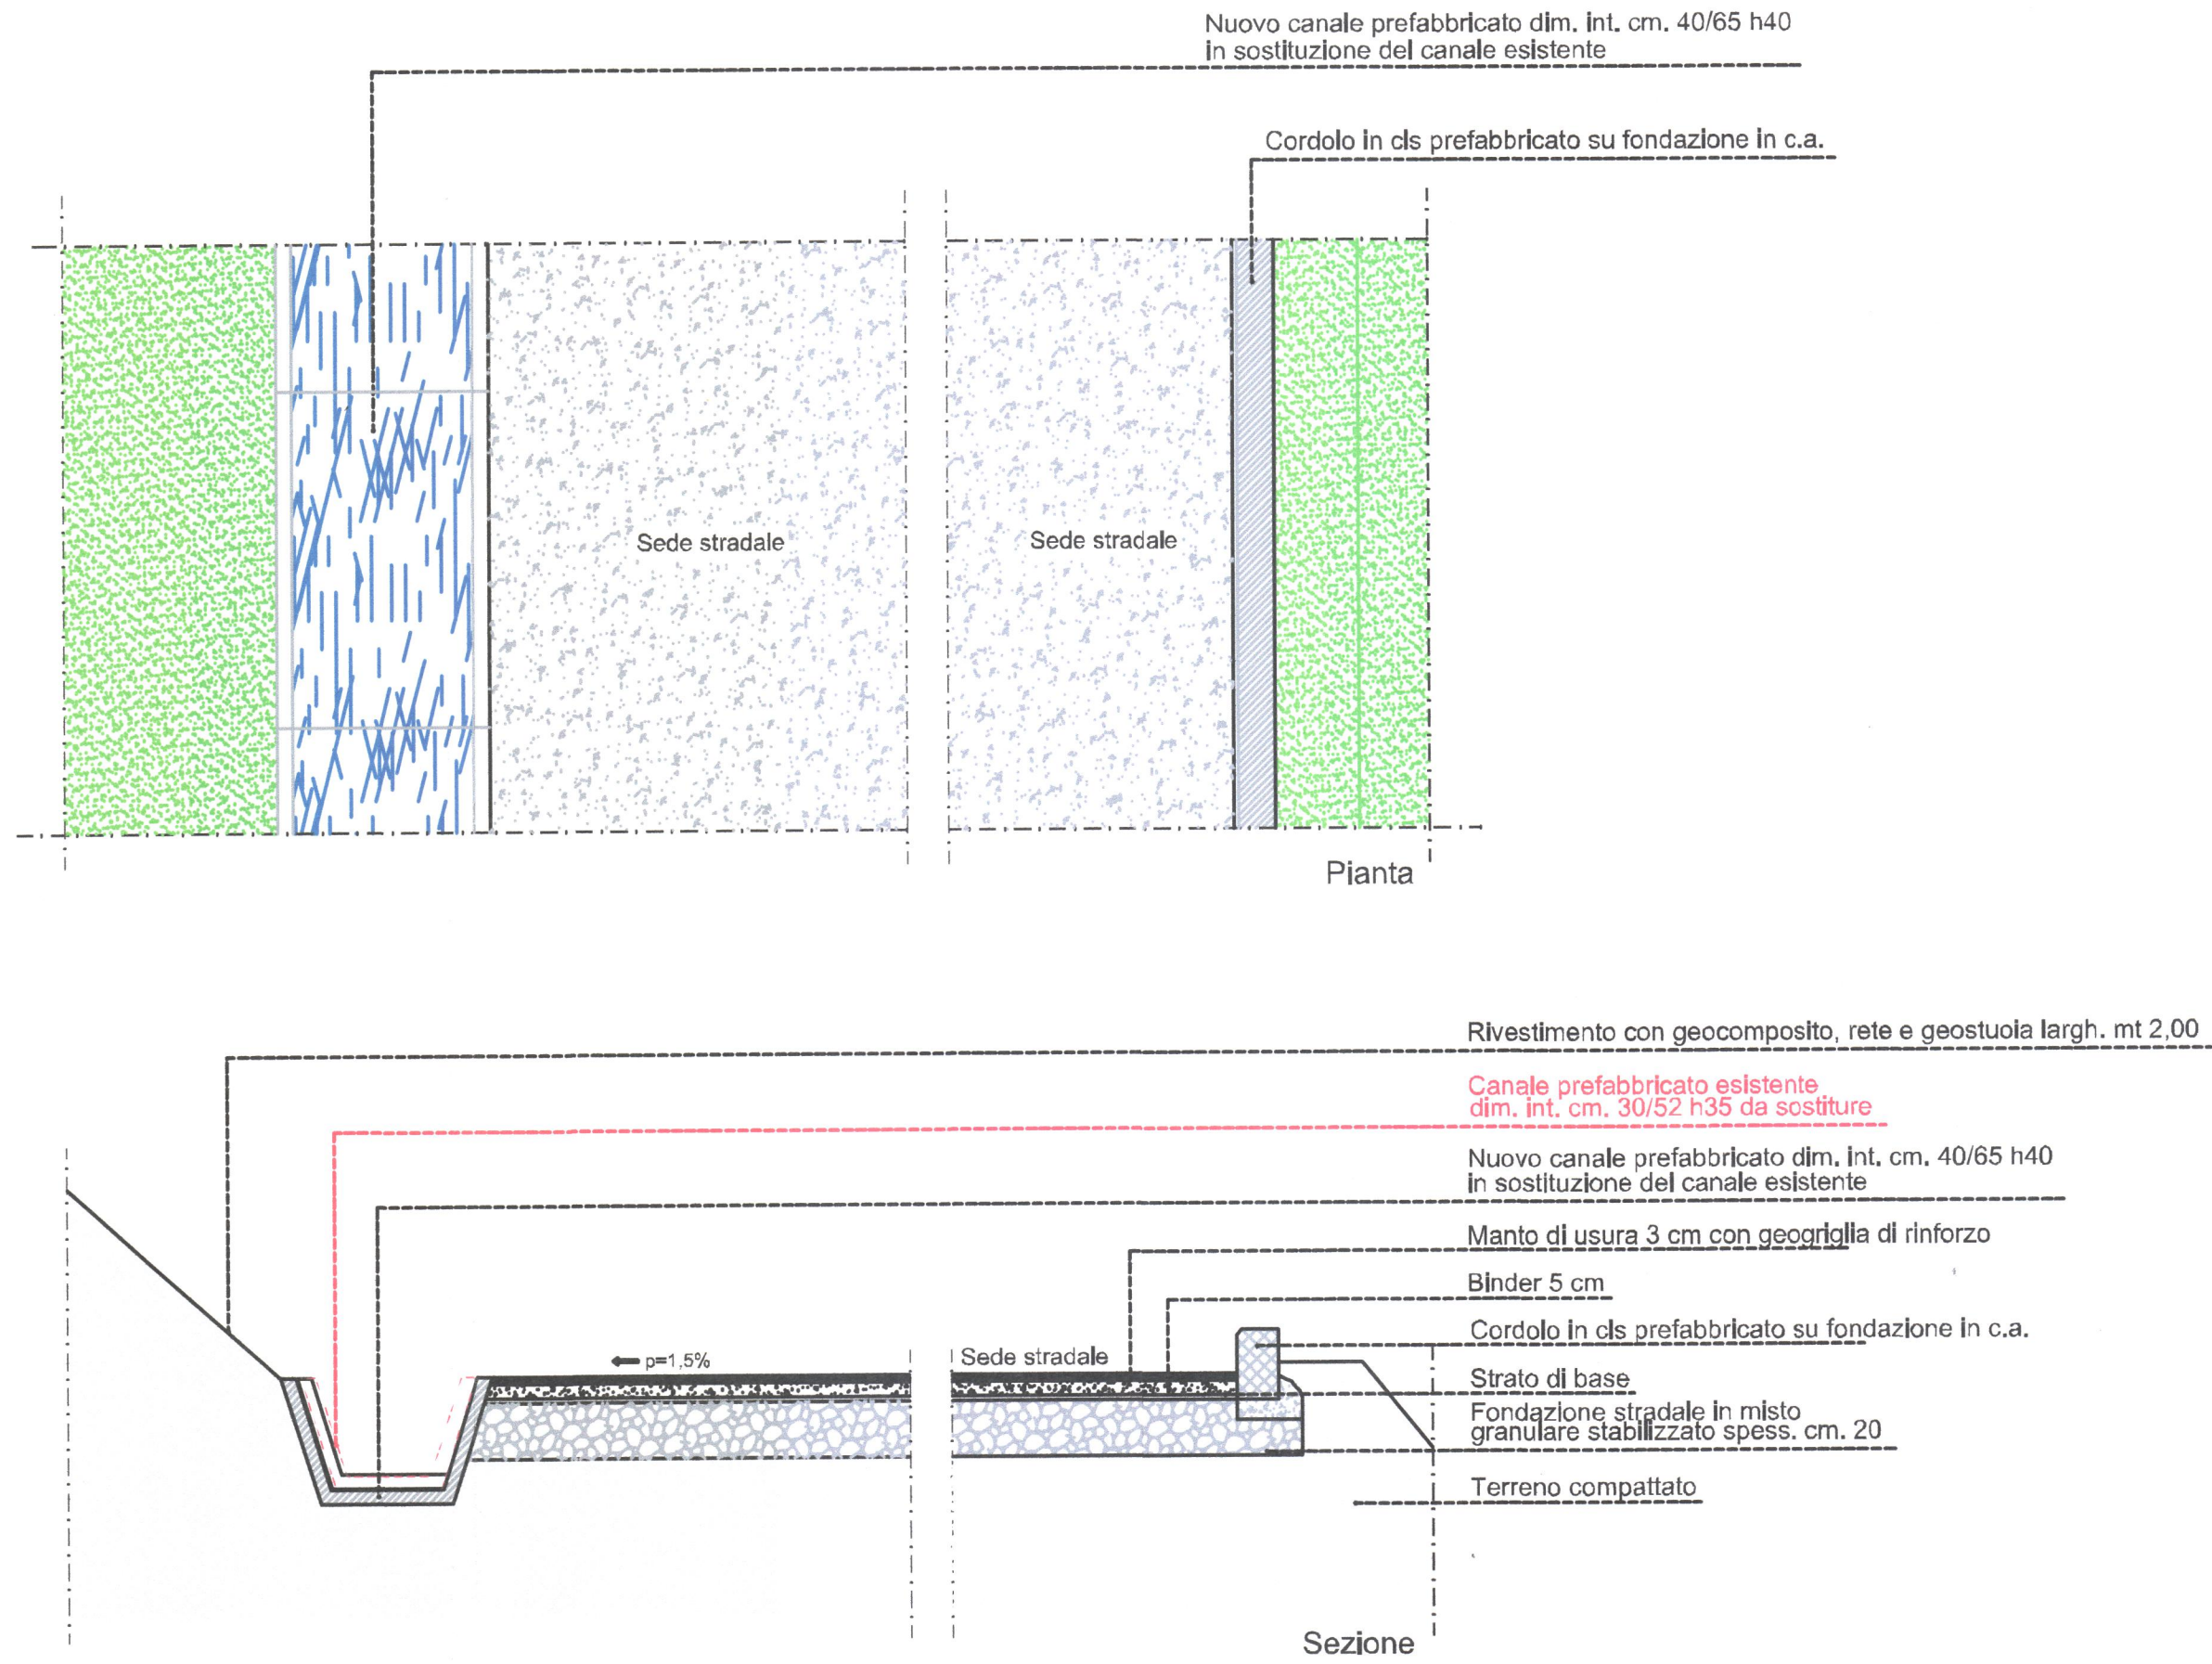 Nuovo canale prefabbricato dim. int. cm. 40/65 h40
in sostituzione del canale esistente
Cordolo in cls prefabbricato su fondazione in c.a.
Sede stradale
Sede stradale
Pianta
Rivestimento con geocomposito, rete e geostuoia largh. mt 2,00
Canale prefabbricato esistente
dim. int. cm. 30/52 h35 da sostiture
Nuovo canale prefabbricato dim. int. cm. 40/65 h40
in sostituzione del canale esistente
Manto di usura 3 cm con geogriglia di rinforzo
Binder 5 cm
Cordolo in cls prefabbricato su fondazione in c.a.
p=1,5%
Sede stradale
Strato di base
Fondazione stradale in misto
granulare stabilizzato spess. cm. 20
Terreno compattato
Sezione